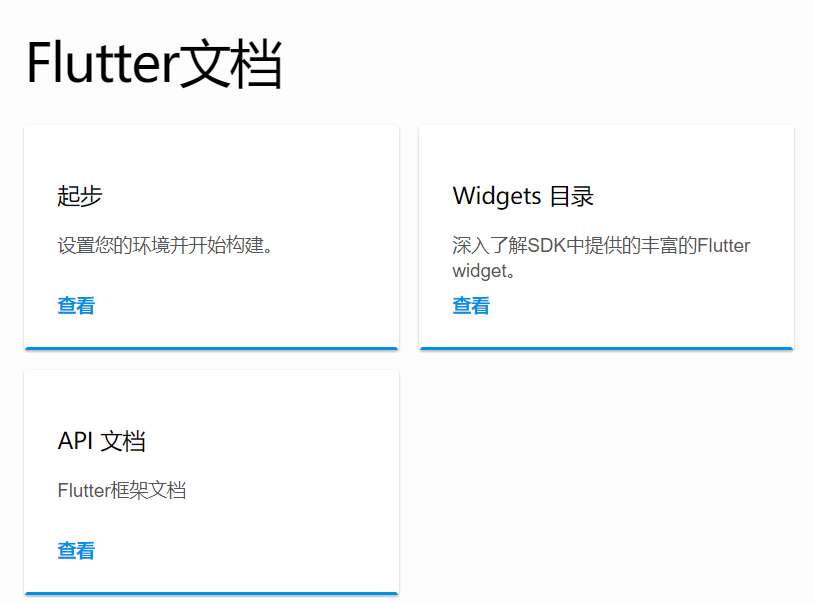 Flutter文档
起步
设置您的环境并开始构建。
查看
Widgets 目录
深入了解SDK中提供的丰富的Flutter
widget。
查看
API 文档
Flutter框架文档
查看